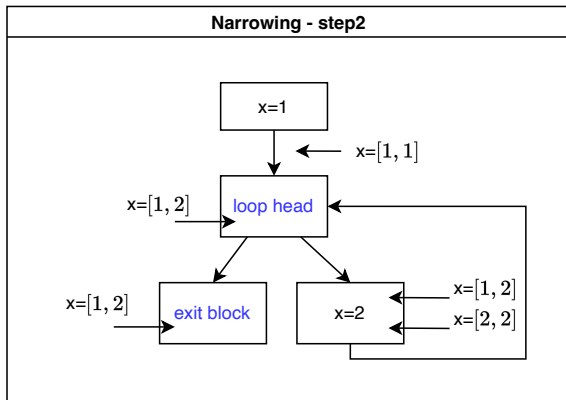 Narrowing - step2
x=1
x=[1, 1]
x=[1, 2]
loop head
x=[1, 2]
exit block
x=2
x=[1, 2]
x=[2, 2]